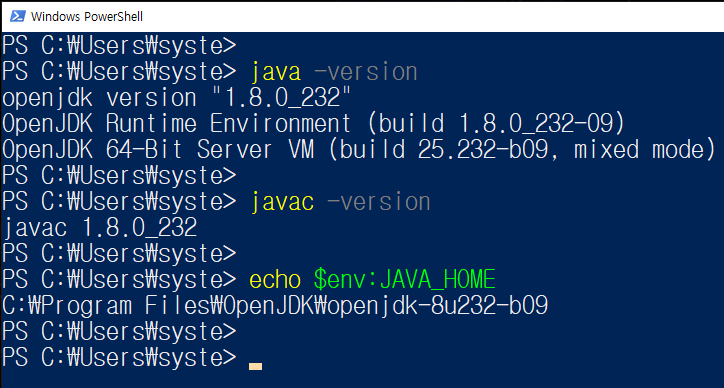 Windows PowerShell
PS C:₩Users₩syste>
PS C:₩Users₩syste> java -version
openjdk version "1.8.0_232"
OpenJDK Runtime Environment (build 1.8.0_232-09)
OpenJDK 64-Bit Server VM (build 25.232-b09, mixed mode)
PS C:₩Users₩syste>
PS C:₩Users₩syste> javac -version
javac 1.8.0_232
PS C:₩Users₩syste>
PS C:₩Users₩syste> echo $env:JAVA_HOME
C:₩Program Files₩OpenJDK₩openjdk-8u232-b09
PS C:₩Users₩syste>
PS C:₩Users₩syste>